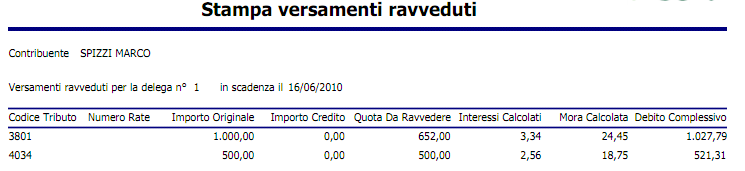 Stampa versamenti ravveduti
Contribuente SPIZZI MARCO
Versamenti ravveduti per la delega n° 1 in scadenza il 16/06/2010
Codice Tributo Numero Rate Importo Originale Importo Credito Quota Da Ravvedere Interessi Calcolati Mora Calcolata Debito Complessivo
3801 1.000,00 0,00 652,00 3,34 24,45 1.027,79
4034 500,00 0,00 500,00 2,56 18,75 521,31